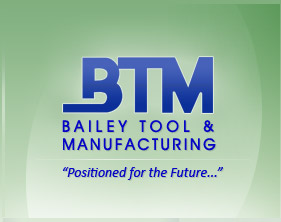 BTM
BAILEY TOOL &
MANUFACTURING
“Positioned for the Future...”